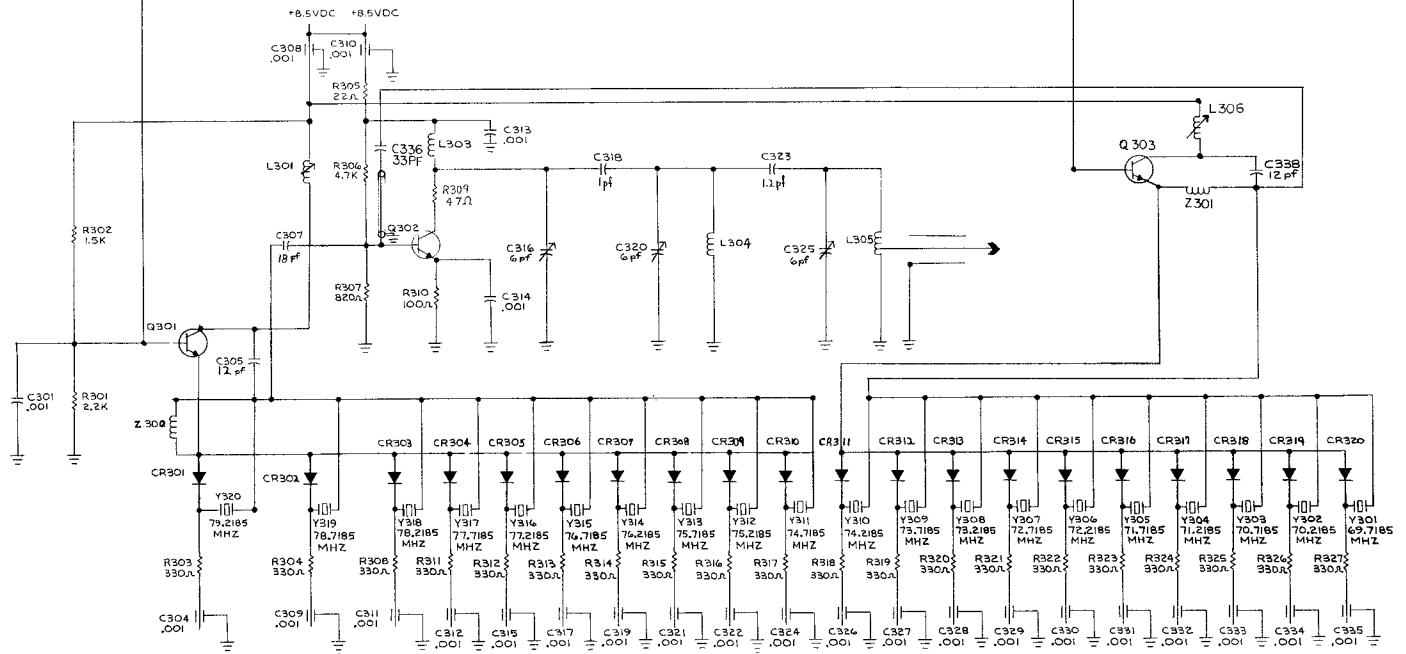 +8.5VDC +8.5VDC
C308
.001
C310
.001
R305
22Ω
L306
C313
.001
L303
C336
33PF
Q303
L301
R306
4.7K
C318
1pf
C323
1.2pf
C338
12pf
R309
47Ω
Z301
R302
1.5K
C307
18pf
Q302
C316
6pf
C320
6pf
L304
C325
6pf
L305
R307
820Ω
R310
100Ω
C314
.001
Q301
C305
12pf
C301
.001
R301
2.2K
Z302
CR301
CR302
CR303
CR304
CR305
CR306
CR307
CR308
CR309
CR310
CR311
CR312
CR313
CR314
CR315
CR316
CR317
CR318
CR319
CR320
Y320
79.2185
MHZ
Y319
78.7185
MHZ
Y318
78.2185
MHZ
Y317
77.7185
MHZ
Y316
77.2185
MHZ
Y315
76.7185
MHZ
Y314
76.2185
MHZ
Y313
75.7185
MHZ
Y312
75.2185
MHZ
Y311
74.7185
MHZ
Y310
74.2185
MHZ
Y309
73.7185
MHZ
Y308
73.2185
MHZ
Y307
72.7185
MHZ
Y306
72.2185
MHZ
Y305
71.7185
MHZ
Y304
71.2185
MHZ
Y303
70.7185
MHZ
Y302
70.2185
MHZ
Y301
69.7185
MHZ
R303
330Ω
R304
330Ω
R308
330Ω
R311
330Ω
R312
330Ω
R313
330Ω
R314
330Ω
R315
330Ω
R316
330Ω
R317
330Ω
R318
330Ω
R319
330Ω
R320
330Ω
R321
330Ω
R322
330Ω
R323
330Ω
R324
330Ω
R325
330Ω
R326
330Ω
R327
330Ω
C304
.001
C309
.001
C311
.001
C312
.001
C315
.001
C317
.001
C319
.001
C321
.001
C322
.001
C324
.001
C326
.001
C327
.001
C328
.001
C329
.001
C330
.001
C331
.001
C332
.001
C333
.001
C334
.001
C335
.001